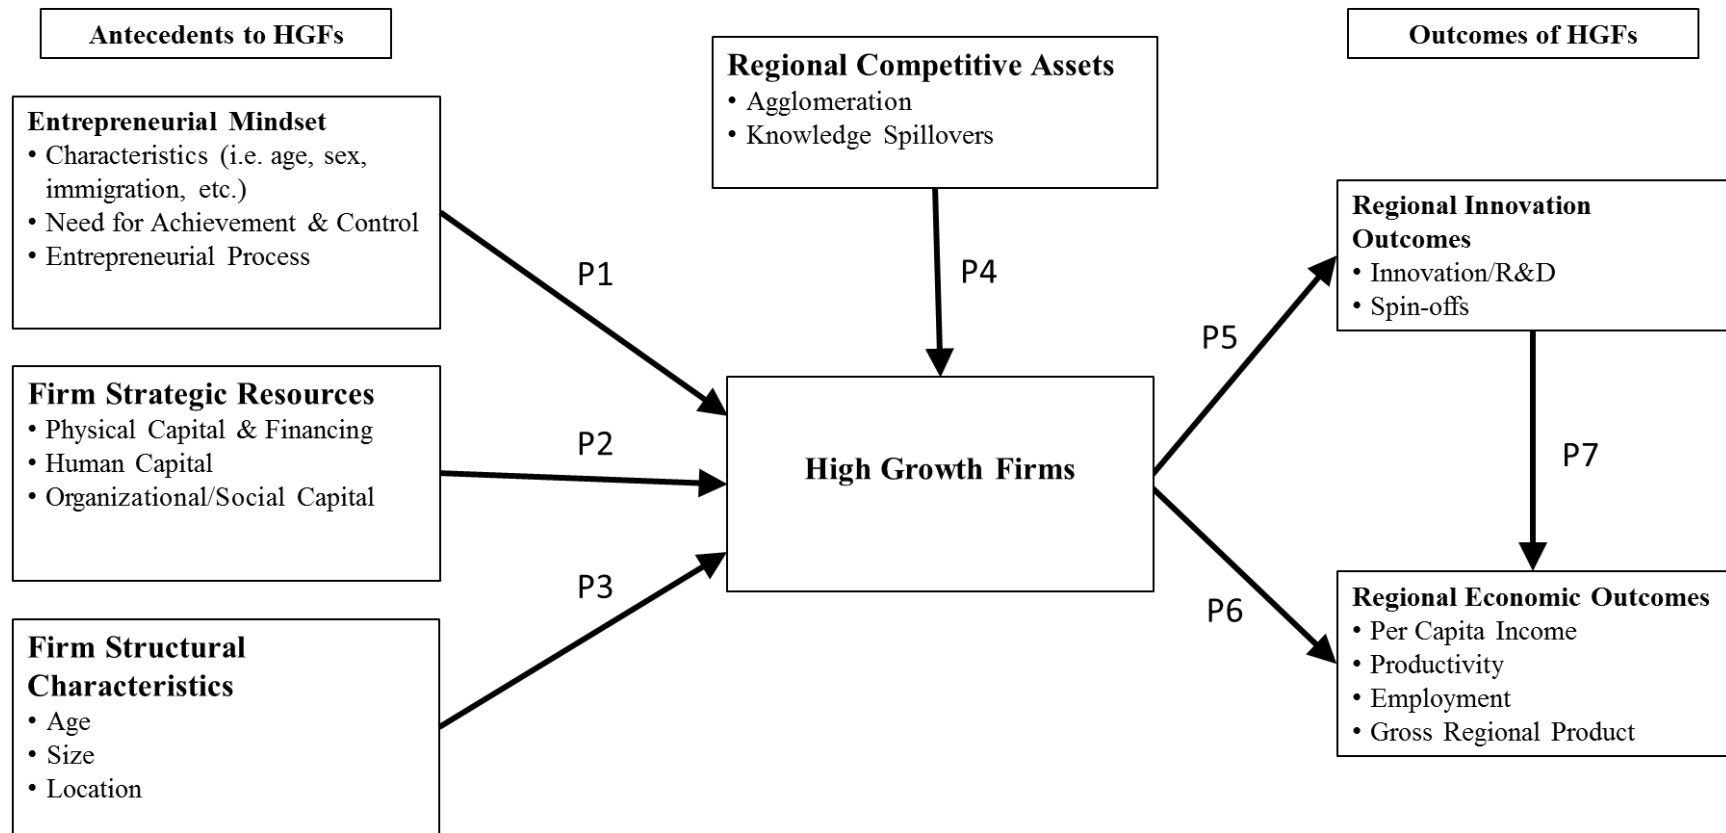 Antecedents to HGFs
Entrepreneurial Mindset
• Characteristics (i.e. age, sex,
immigration, etc.)
• Need for Achievement & Control
• Entrepreneurial Process
Firm Strategic Resources
• Physical Capital & Financing
• Human Capital
• Organizational/Social Capital
Firm Structural
Characteristics
• Age
• Size
• Location
P1
P2
P3
Regional Competitive Assets
• Agglomeration
• Knowledge Spillovers
P4
High Growth Firms
P5
P6
Outcomes of HGFs
Regional Innovation
Outcomes
• Innovation/R&D
• Spin-offs
P7
Regional Economic Outcomes
• Per Capita Income
• Productivity
• Employment
• Gross Regional Product